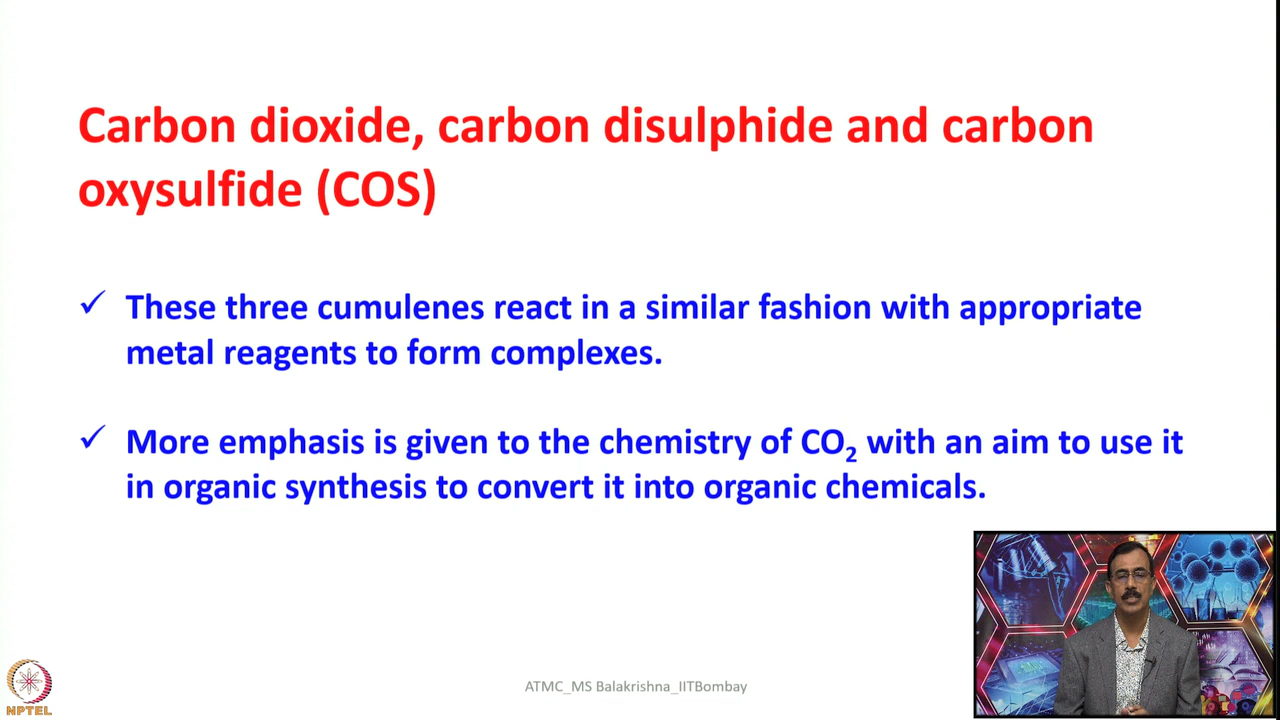 Carbon dioxide, carbon disulphide and carbon
oxysulfide (COS)
✓ These three cumulenes react in a similar fashion with appropriate
metal reagents to form complexes.
✓ More emphasis is given to the chemistry of CO₂ with an aim to use it
in organic synthesis to convert it into organic chemicals.
ATMC_MS Balakrishna_IITBombay
NPTEL